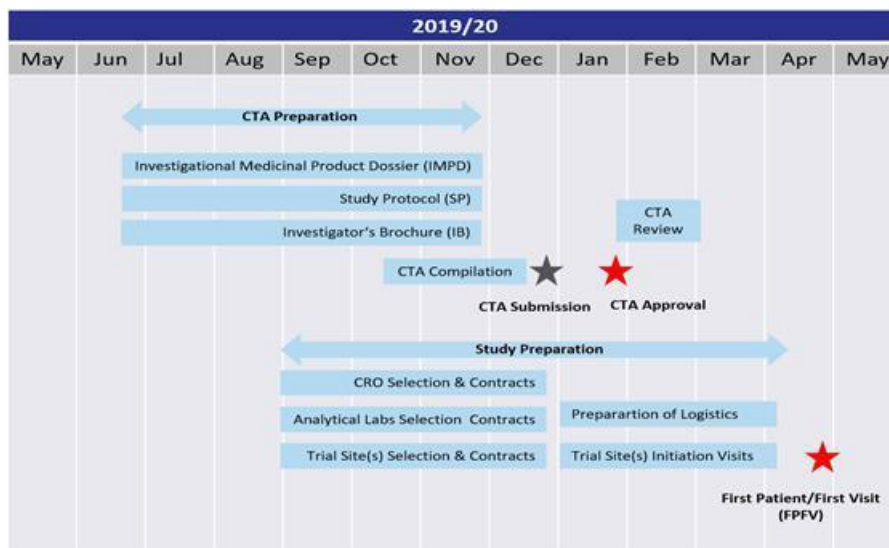 2019/20
May Jun Jul Aug Sep Oct Nov Dec Jan Feb Mar Apr May
CTA Preparation
Investigational Medicinal Product Dossier (IMPD)
Study Protocol (SP)
Investigator's Brochure (IB)
CTA
Review
CTA Compilation
CTA Submission
CTA Approval
Study Preparation
CRO Selection & Contracts
Analytical Labs Selection Contracts
Preparartion of Logistics
Trial Site(s) Selection & Contracts
Trial Site(s) Initiation Visits
First Patient/First Visit
(FPFV)